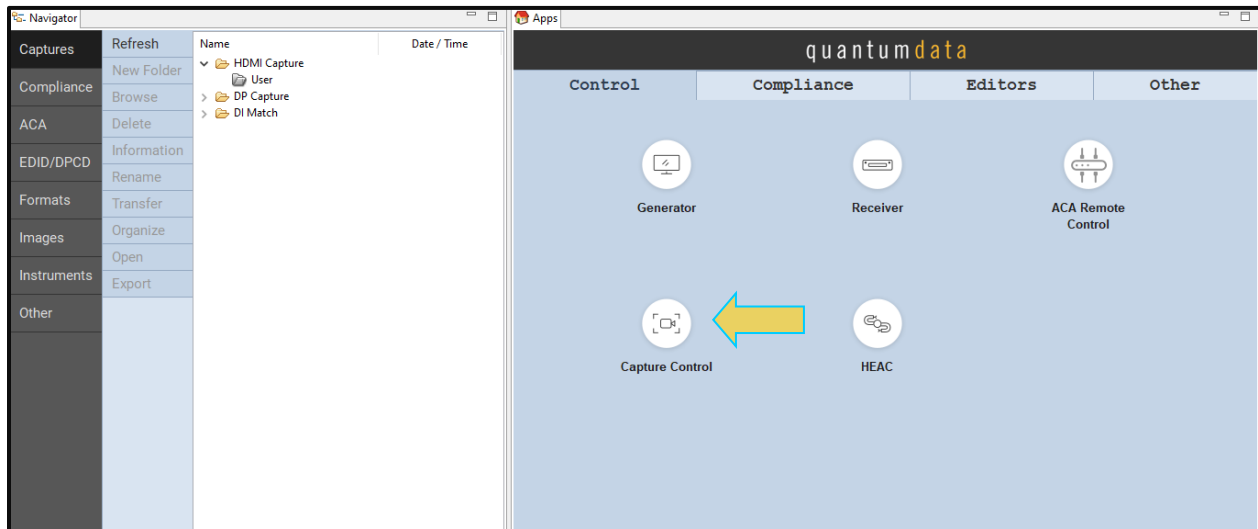 Navigator
Captures
Compliance
ACA
EDID/DPCD
Formats
Images
Instruments
Other
Refresh
New Folder
Browse
Delete
Information
Rename
Transfer
Organize
Open
Export
Name Date / Time
HDMI Capture
User
DP Capture
DI Match
Apps
quantumdata
Control Compliance Editors Other
Generator Receiver ACA Remote
Control
Capture Control HEAC